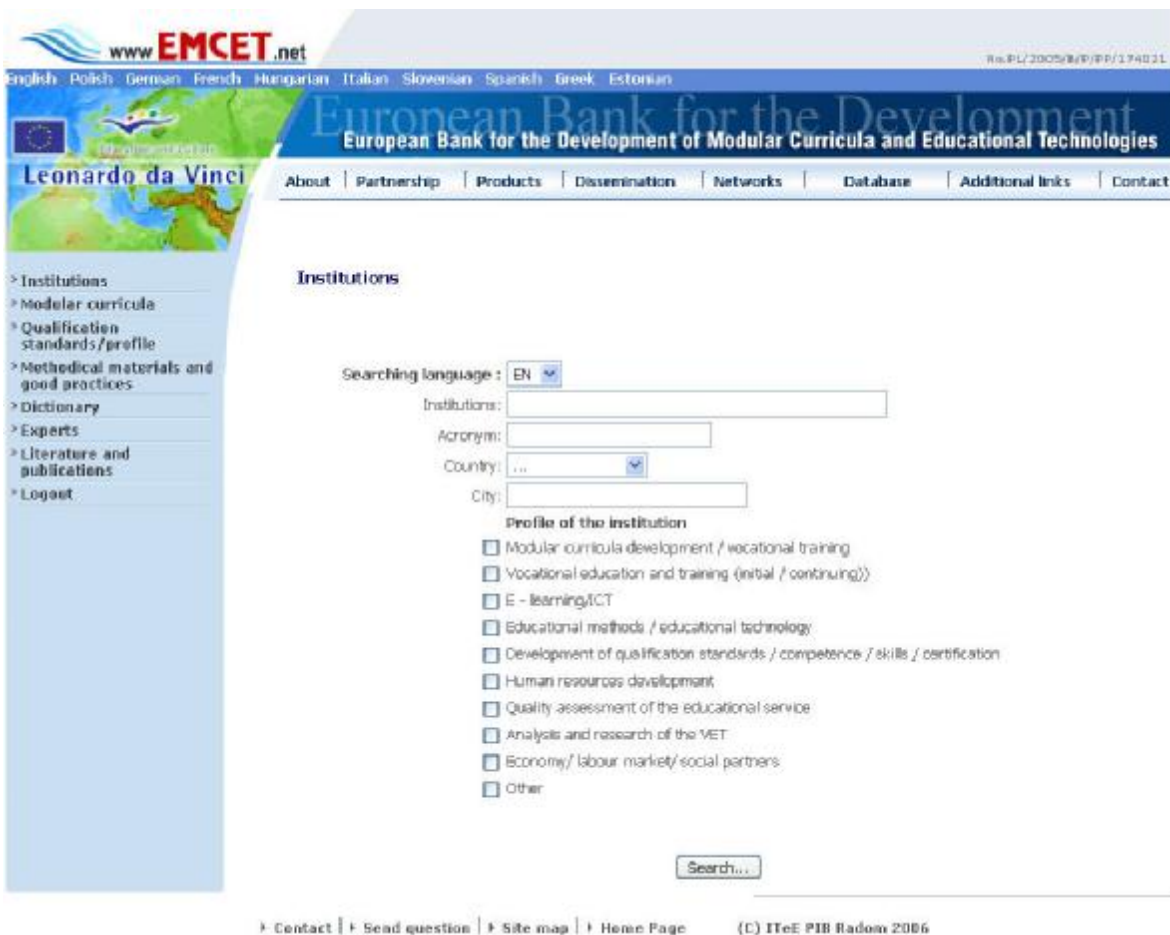 www EMCET .net
No.PL/2005/B/P/PP/174021
English Polish German French Hungarian Italian Slovenian Spanish Greek Estonian
European Bank for the Development
European Bank for the Development of Modular Curricula and Educational Technologies
Leonardo da Vinci
About | Partnership | Products | Dissemination | Networks | Database | Additional links | Contact
Institutions
Modular curricula
Qualification
standards/profile
Methodical materials and
good practices
Dictionary
Experts
Literature and
publications
Logout
Institutions
Searching language : EN
Institutions:
Acronym:
Country: ...
City:
Profile of the institution
Modular curricula development / vocational training
Vocational education and training (initial / continuing))
E - learning/ICT
Educational methods / educational technology
Development of qualification standards / competence / skills / certification
Human resources development
Quality assessment of the educational service
Analysis and research of the VET
Economy/ labour market/ social partners
Other
Search...
Contact | Send question | Site map | Home Page (C) ITeE PIB Radom 2006